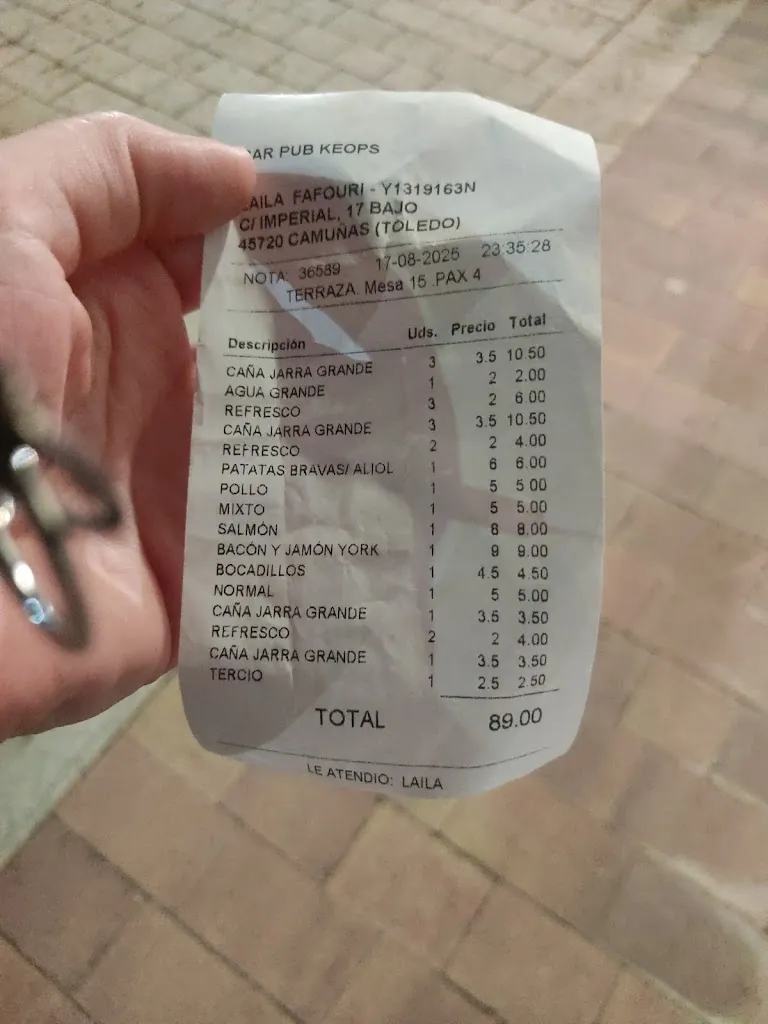 AR PUB KEOPS
AILA FAFOURI - Y1319163N
C/ IMPERIAL, 17 BAJO
45720 CAMUÑAS (TOLEDO)
NOTA: 36589 17-08-2025 23:35:28
TERRAZA. Mesa 15 .PAX 4
Descripción Uds. Precio Total
CAÑA JARRA GRANDE 3 3.5 10.50
AGUA GRANDE 1 2 2.00
REFRESCO 3 2 6.00
CAÑA JARRA GRANDE 3 3.5 10.50
REFRESCO 2 2 4.00
PATATAS BRAVAS/ ALIOL 1 6 6.00
POLLO 1 5 5.00
MIXTO 1 5 5.00
SALMÓN 1 8 8.00
BACÓN Y JAMÓN YORK 1 9 9.00
BOCADILLOS 1 4.5 4.50
NORMAL 1 5 5.00
CAÑA JARRA GRANDE 1 3.5 3.50
REFRESCO 2 2 4.00
CAÑA JARRA GRANDE 1 3.5 3.50
TERCIO 1 2.5 2.50
TOTAL 89.00
LE ATENDIO: LAILA